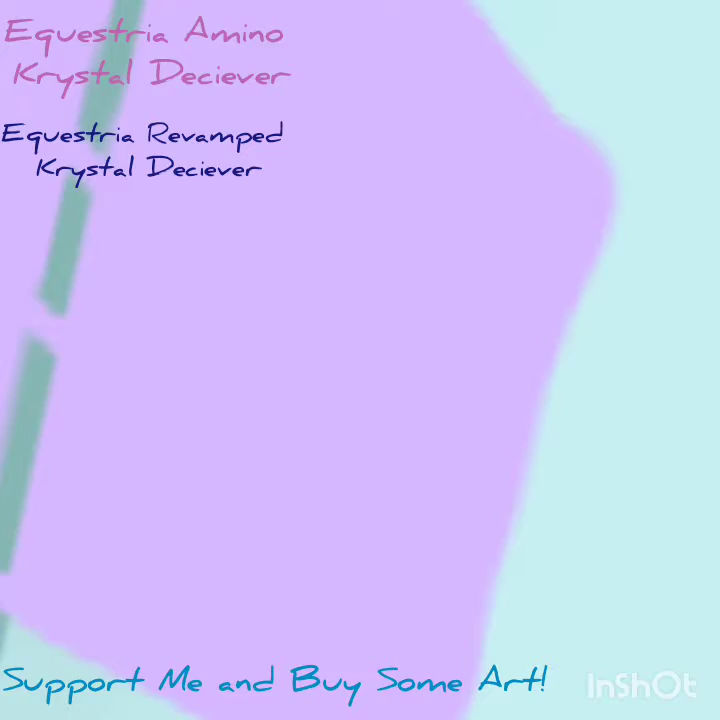 Equestria Amino
Krystal Deciever
Equestria Revamped
Krystal Deciever
Support Me and Buy Some Art!
InShOt